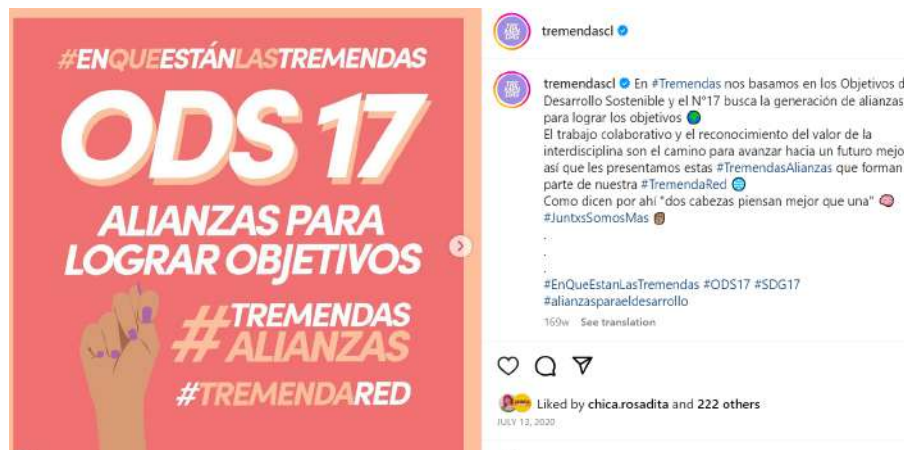 #ENQUEESTÁNLASTREMENDAS
ODS 17
ALIANZAS PARA
LOGRAR OBJETIVOS
#TREMENDAS
ALIANZAS
#TREMENDARED
tremendascl
tremendascl En #Tremendas nos basamos en los Objetivos d
Desarrollo Sostenible y el N°17 busca la generación de alianzas
para lograr los objetivos
El trabajo colaborativo y el reconocimiento del valor de la
interdisciplina son el camino para avanzar hacia un futuro mejo
así que les presentamos estas #TremendasAlianzas que forman
parte de nuestra #TremendaRed
Como dicen por ahí "dos cabezas piensan mejor que una"
#JuntxsSomosMas
.
.
.
#EnQueEstanLasTremendas #ODS17 #SDG17
#alianzasparaeldesarrollo
169w See translation
Liked by chica.rosadita and 222 others
JULY 13, 2020